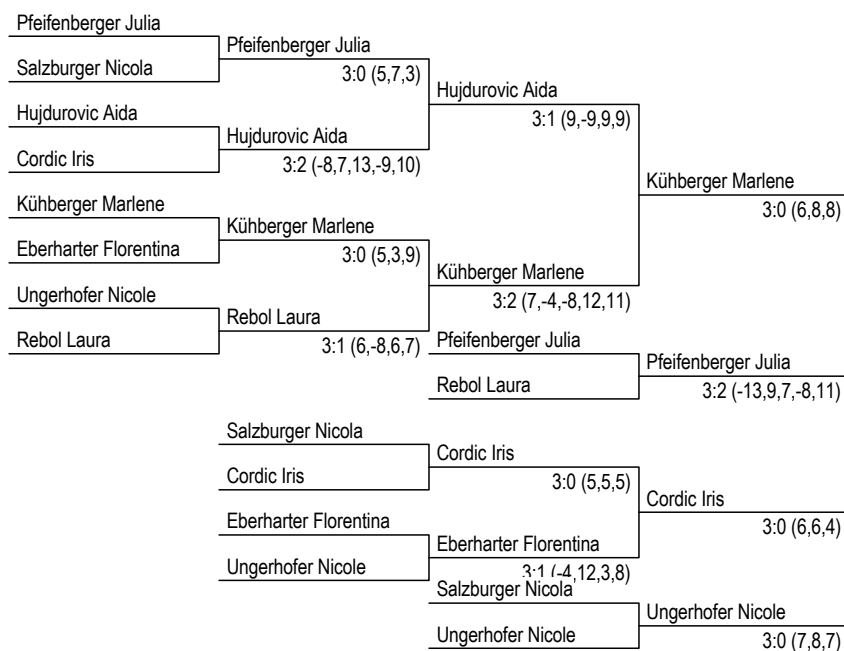 Pfeifenberger Julia
Pfeifenberger Julia
Salzburger Nicola
3:0 (5,7,3)
Hujdurovic Aida
Hujdurovic Aida
3:1 (9,-9,9,9)
Hujdurovic Aida
Cordic Iris
3:2 (-8,7,13,-9,10)
Kühberger Marlene
Kühberger Marlene
3:0 (6,8,8)
Kühberger Marlene
Eberharter Florentina
3:0 (5,3,9)
Kühberger Marlene
Ungerhofer Nicole
3:2 (7,-4,-8,12,11)
Rebol Laura
Rebol Laura
3:1 (6,-8,6,7)
Pfeifenberger Julia
Pfeifenberger Julia
Rebol Laura
3:2 (-13,9,7,-8,11)
Salzburger Nicola
Cordic Iris
Cordic Iris
3:0 (5,5,5)
Cordic Iris
Eberharter Florentina
3:0 (6,6,4)
Eberharter Florentina
Ungerhofer Nicole
3:1 (-4,12,3,8)
Salzburger Nicola
Ungerhofer Nicole
Ungerhofer Nicole
3:0 (7,8,7)